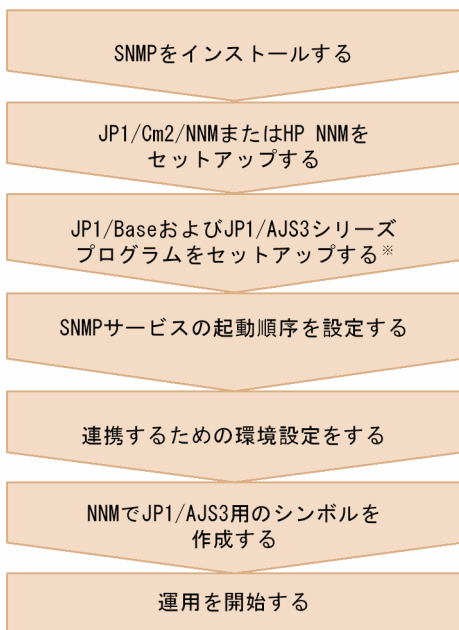 SNMPをインストールする
JP1/Cm2/NNMまたはHP NNMを
セットアップする
JP1/BaseおよびJP1/AJS3シリーズ
プログラムをセットアップする※
SNMPサービスの起動順序を設定する
連携するための環境設定をする
NNMでJP1/AJS3用のシンボルを
作成する
運用を開始する